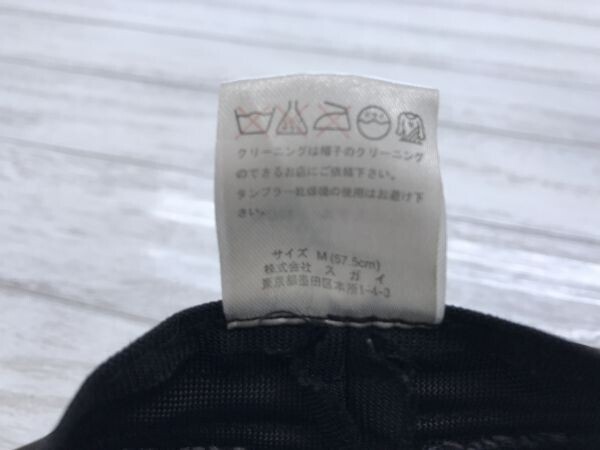 クリーニングは帽子のクリーニング
のできるお店にご依頼下さい。
タンブラー乾燥機の使用はお避け下
さい。
サイズ M(57.5cm)
株式会社 スガイ
東京都墨田区本所1-4-3